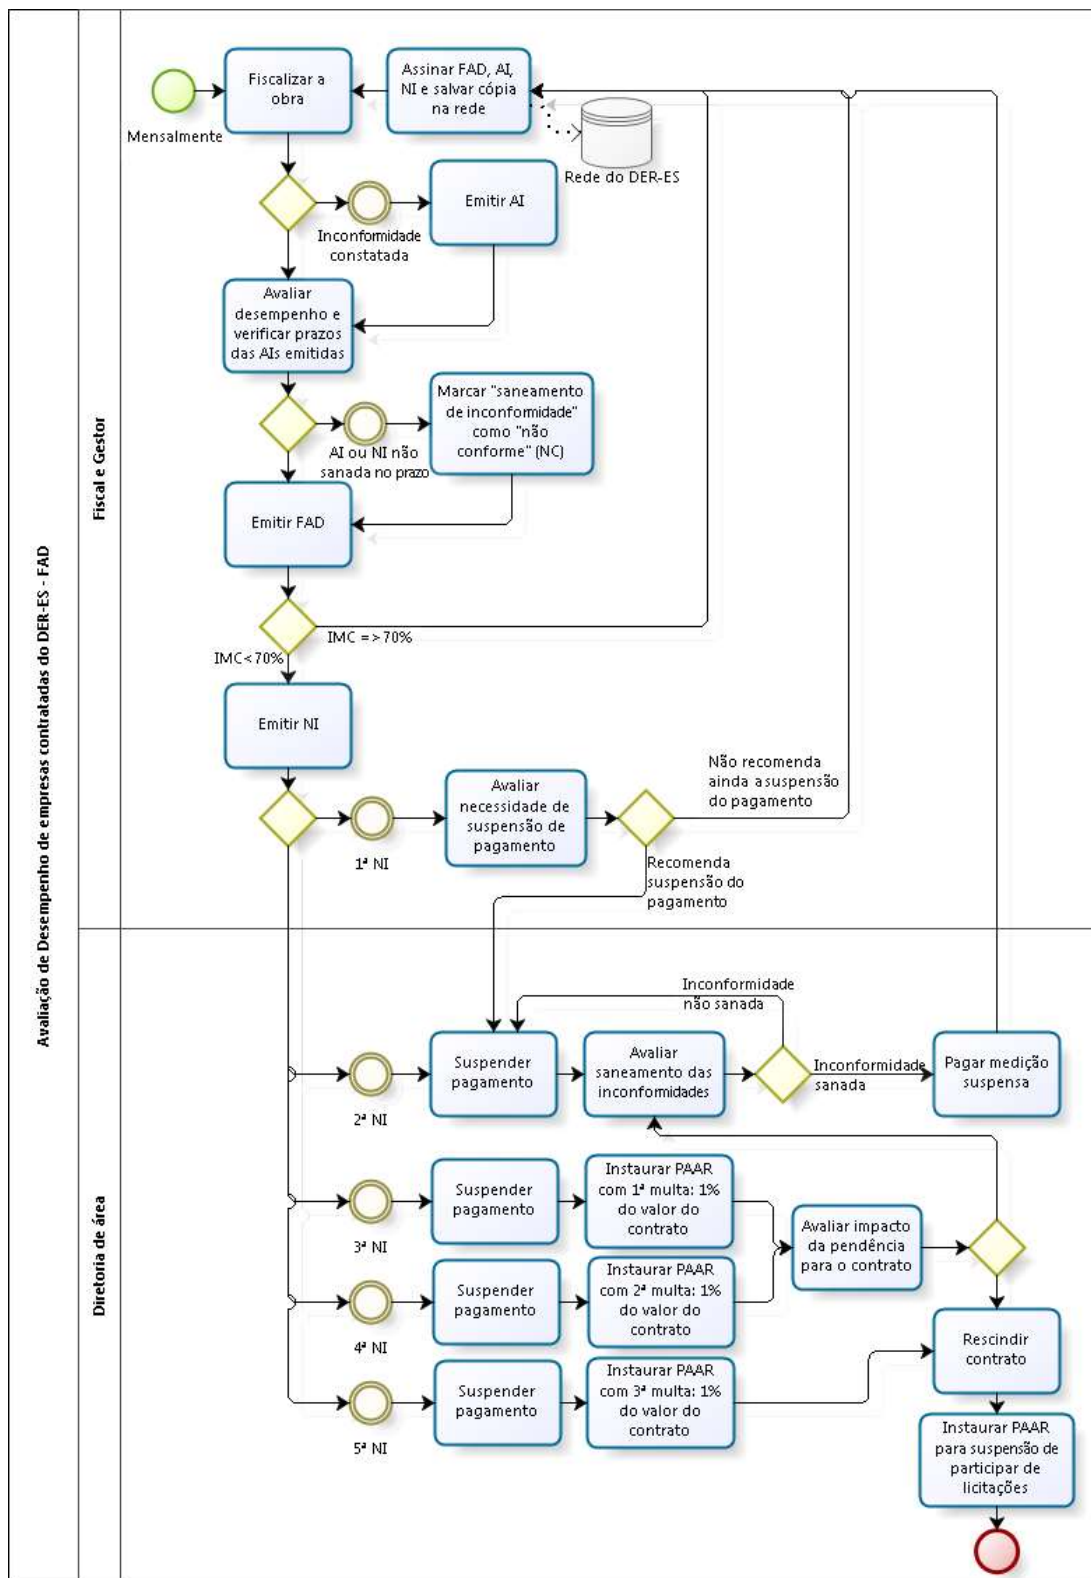 Avaliação de Desempenho de empresas contratadas do DER-ES - FAD
Fiscal e Gestor
Mensalmente
Fiscalizar a
obra
Assinar FAD, AI,
NI e salvar cópia
na rede
Rede do DER-ES
Inconformidade
constatada
Emitir AI
Avaliar
desempenho e
verificar prazos
das AIs emitidas
AI ou NI não
sanada no prazo
Marcar "saneamento
de inconformidade"
como "não
conforme" (NC)
Emitir FAD
IMC =>70%
IMC<70%
Emitir NI
1ª NI
Avaliar
necessidade de
suspensão de
pagamento
Não recomenda
ainda a suspensão
do pagamento
Recomenda
suspensão do
pagamento
Diretoria de área
2ª NI
Suspender
pagamento
Avaliar
saneamento das
inconformidades
Inconformidade
não sanada
Inconformidade
sanada
Pagar medição
suspensa
3ª NI
Suspender
pagamento
Instaurar PAAR
com 1ª multa: 1%
do valor do
contrato
Avaliar impacto
da pendência
para o contrato
4ª NI
Suspender
pagamento
Instaurar PAAR
com 2ª multa: 1%
do valor do
contrato
Rescindir
contrato
5ª NI
Suspender
pagamento
Instaurar PAAR
com 3ª multa: 1%
do valor do
contrato
Instaurar PAAR
para suspensão de
participar de
licitações